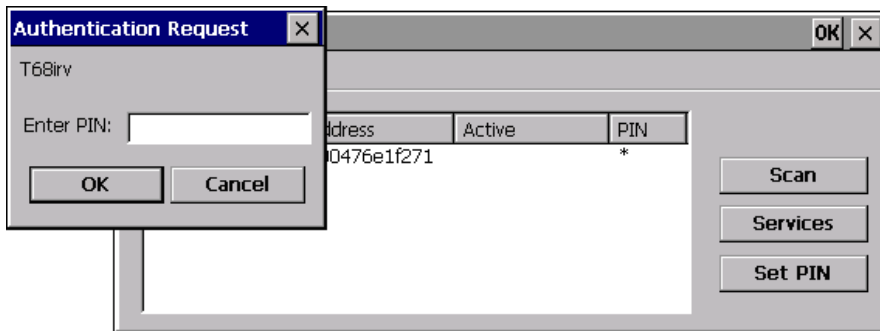 Authentication Request
OK
T68irv
Enter PIN:
OK
Cancel
ddress
Active
PIN
00476e1f271
*
Scan
Services
Set PIN